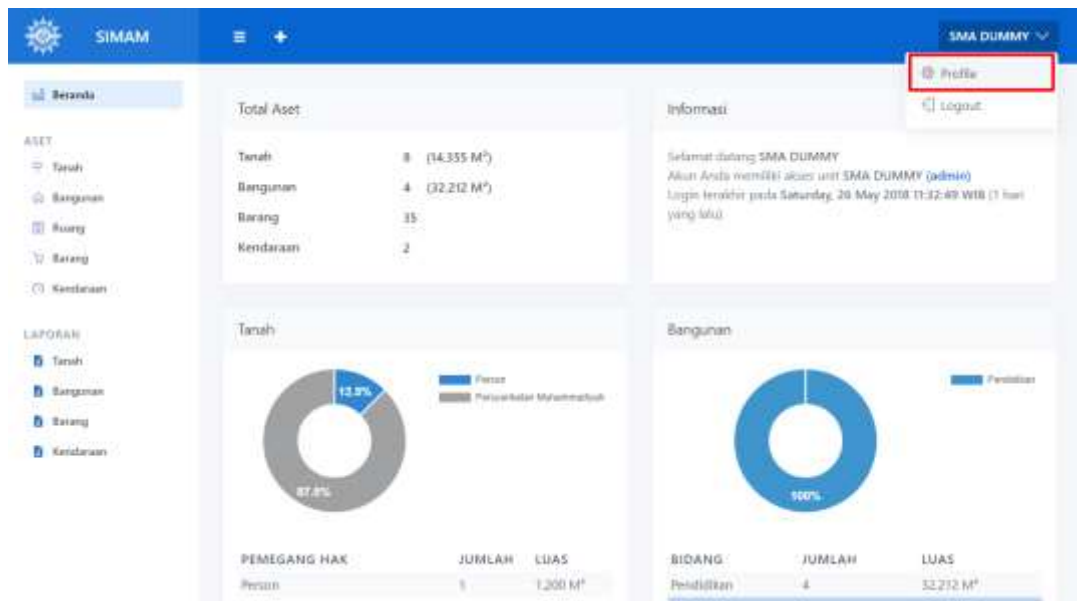 SIMAM
SMA DUMMY
Profile
Logout
Beranda
ASET
Tanah
Bangunan
Ruang
Barang
Kendaraan
LAPORAN
Tanah
Bangunan
Barang
Kendaraan
Total Aset
Tanah 8 (14.355 M²)
Bangunan 4 (32.212 M²)
Barang 35
Kendaraan 2
Informasi
Selamat datang SMA DUMMY
Akun Anda memiliki akses unit SMA DUMMY (admin)
Login terakhir pada Saturday, 26 May 2018 11:32:49 WIB (1 hari
yang lalu)
Tanah
12.5%
87.5%
Person
Persyarikatan Muhammadiyah
PEMEGANG HAK JUMLAH LUAS
Person 1 1,200 M²
Bangunan
100%
Pendidikan
BIDANG JUMLAH LUAS
Pendidikan 4 32,212 M²